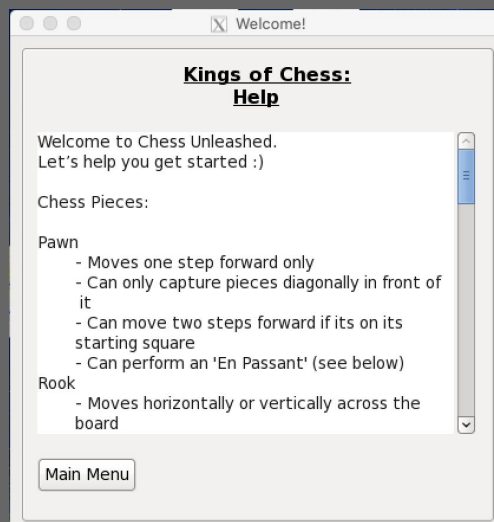 Welcome!
Kings of Chess:
Help
Welcome to Chess Unleashed.
Let’s help you get started :)
Chess Pieces:
Pawn
- Moves one step forward only
- Can only capture pieces diagonally in front of
it
- Can move two steps forward if its on its
starting square
- Can perform an 'En Passant' (see below)
Rook
- Moves horizontally or vertically across the
board
Main Menu